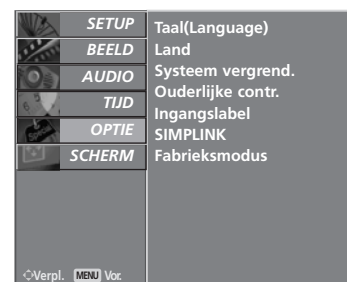 SETUP
BEELD
AUDIO
TIJD
OPTIE
SCHERM
Taal(Language)
Land
Systeem vergrend.
Ouderlijke contr.
Ingangslabel
SIMPLINK
Fabrieksmodus
Verpl. MENU Vor.